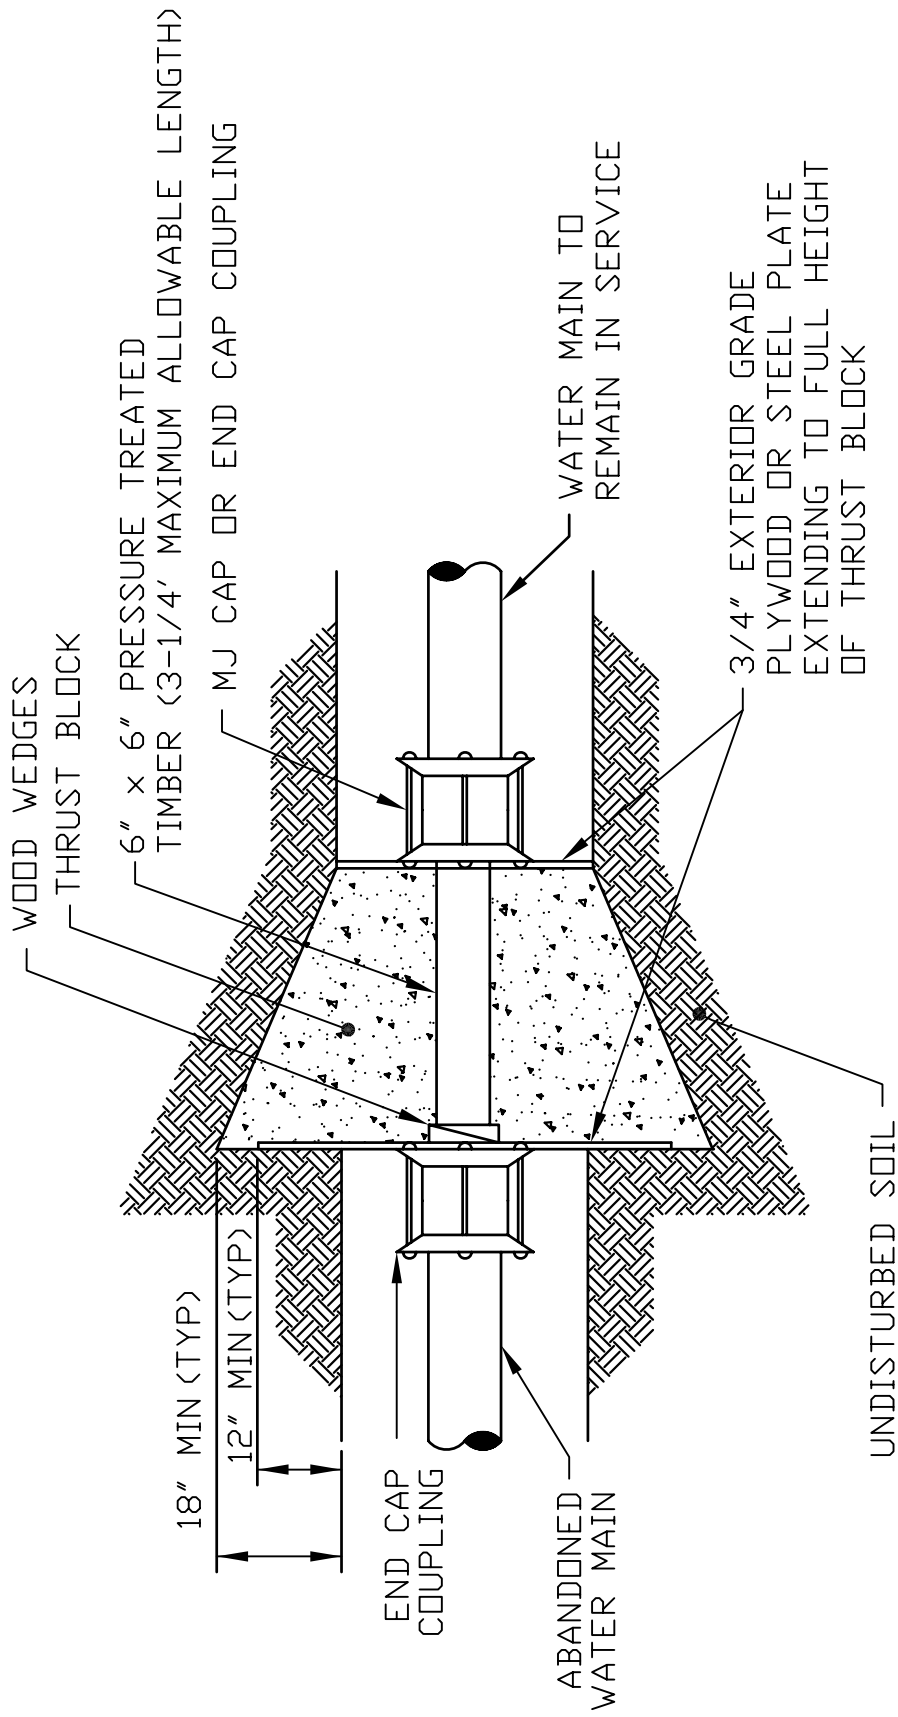 WOOD WEDGES
THRUST BLOCK
6" x 6" PRESSURE TREATED
TIMBER (3-1/4' MAXIMUM ALLOWABLE LENGTH)
MJ CAP OR END CAP COUPLING
18" MIN(TYP)
12" MIN(TYP)
END CAP
COUPLING
ABANDONED
WATER MAIN
WATER MAIN TO
REMAIN IN SERVICE
3/4" EXTERIOR GRADE
PLYWOOD OR STEEL PLATE
EXTENDING TO FULL HEIGHT
OF THRUST BLOCK
UNDISTURBED SOIL